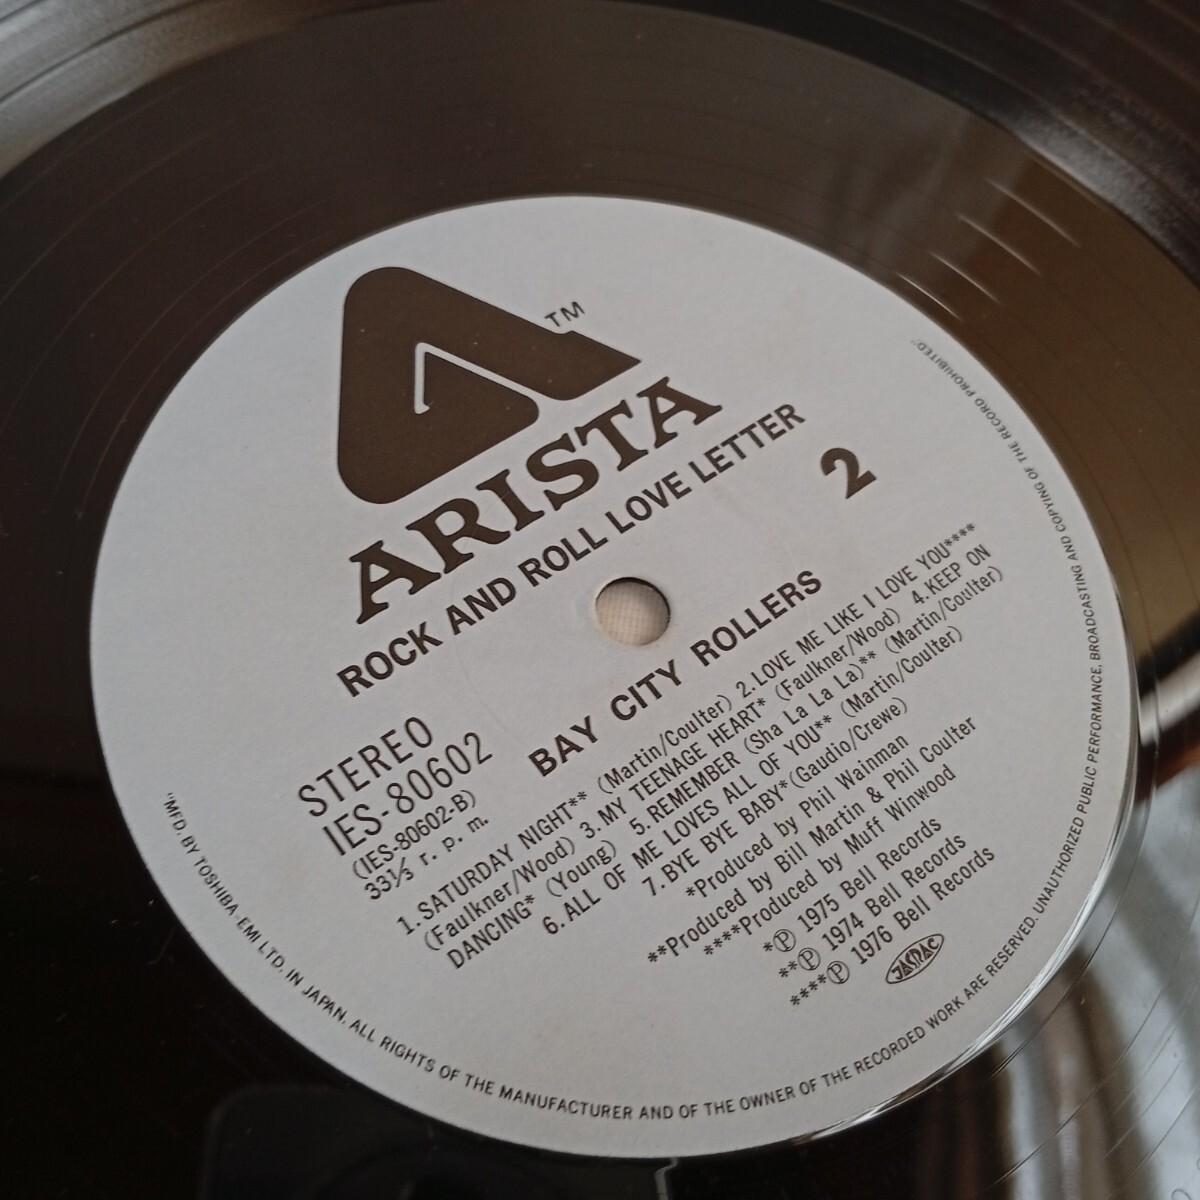 TM
ARISTA
ROCK AND ROLL LOVE LETTER
2
BAY CITY ROLLERS
STEREO
IES-80602
(IES-80602-B)
33⅓ r. p. m.
1. SATURDAY NIGHT** (Martin/Coulter) 2. LOVE ME LIKE I LOVE YOU****
(Faulkner/Wood) 3. MY TEENAGE HEART* (Faulkner/Wood) 4. KEEP ON
DANCING* (Young) 5. REMEMBER (Sha La La La)** (Martin/Coulter)
6. ALL OF ME LOVES ALL OF YOU** (Martin/Coulter)
7. BYE BYE BABY* (Gaudio/Crewe)
*Produced by Phil Wainman
**Produced by Bill Martin & Phil Coulter
****Produced by Muff Winwood
*Ⓟ 1975 Bell Records
**Ⓟ 1974 Bell Records
****Ⓟ 1976 Bell Records
JASRAC
"MFD. BY TOSHIBA-EMI LTD. IN JAPAN. ALL RIGHTS OF THE MANUFACTURER AND OF THE OWNER OF THE RECORDED WORK ARE RESERVED. UNAUTHORIZED PUBLIC PERFORMANCE, BROADCASTING AND COPYING OF THE RECORD PROHIBITED."